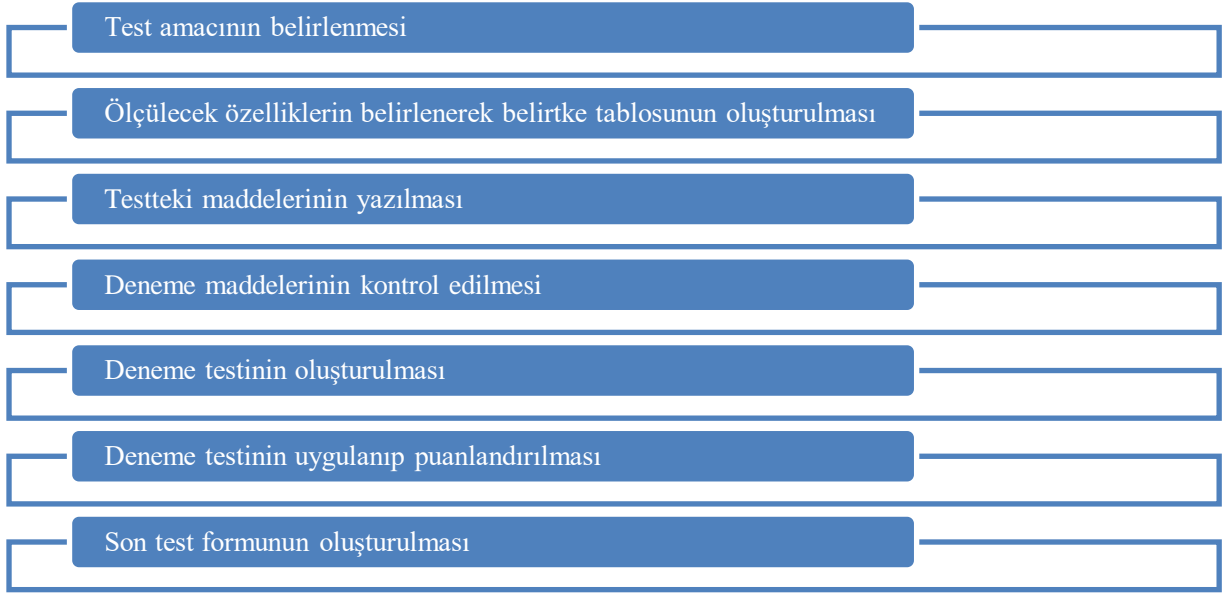 Test amacının belirlenmesi
Ölçülecek özelliklerin belirlenerek belirtke tablosunun oluşturulması
Testteki maddelerinin yazılması
Deneme maddelerinin kontrol edilmesi
Deneme testinin oluşturulması
Deneme testinin uygulanıp puanlandırılması
Son test formunun oluşturulması